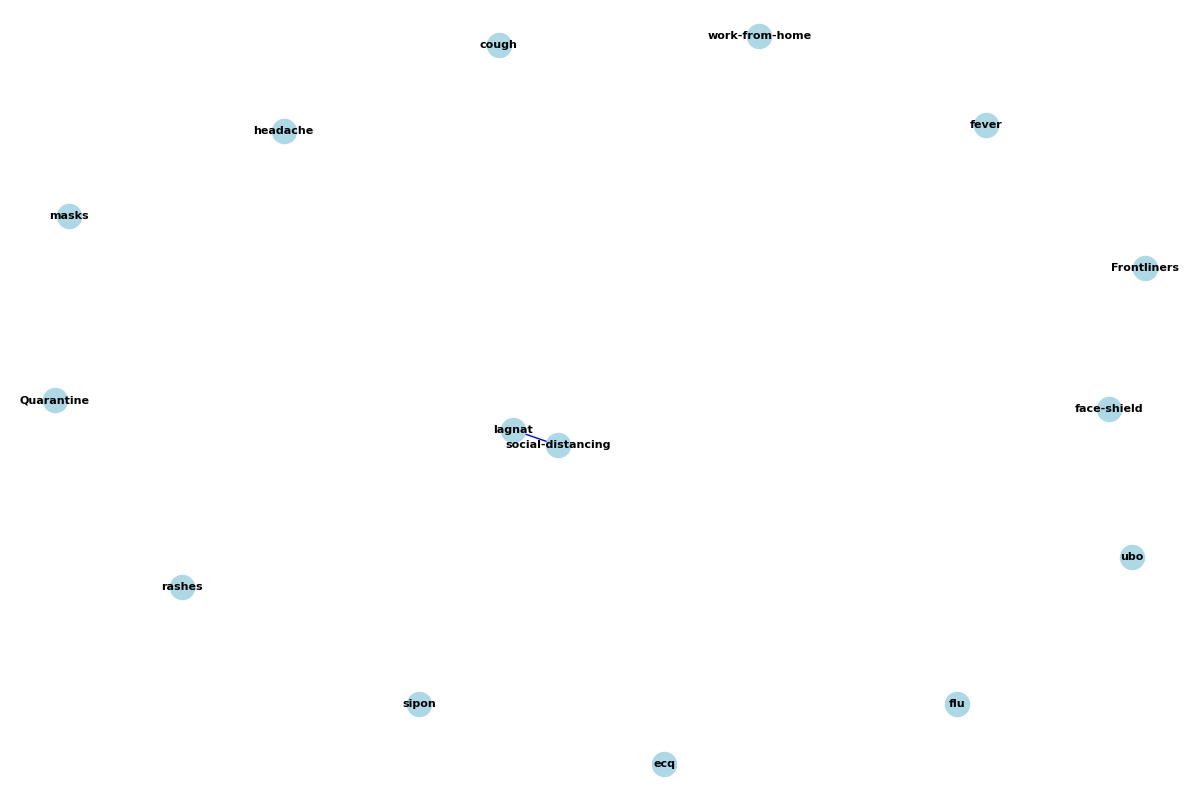 work-from-home
cough
fever
headache
masks
Frontliners
Quarantine
face-shield
lagnat
social-distancing
ubo
rashes
sipon
flu
ecq